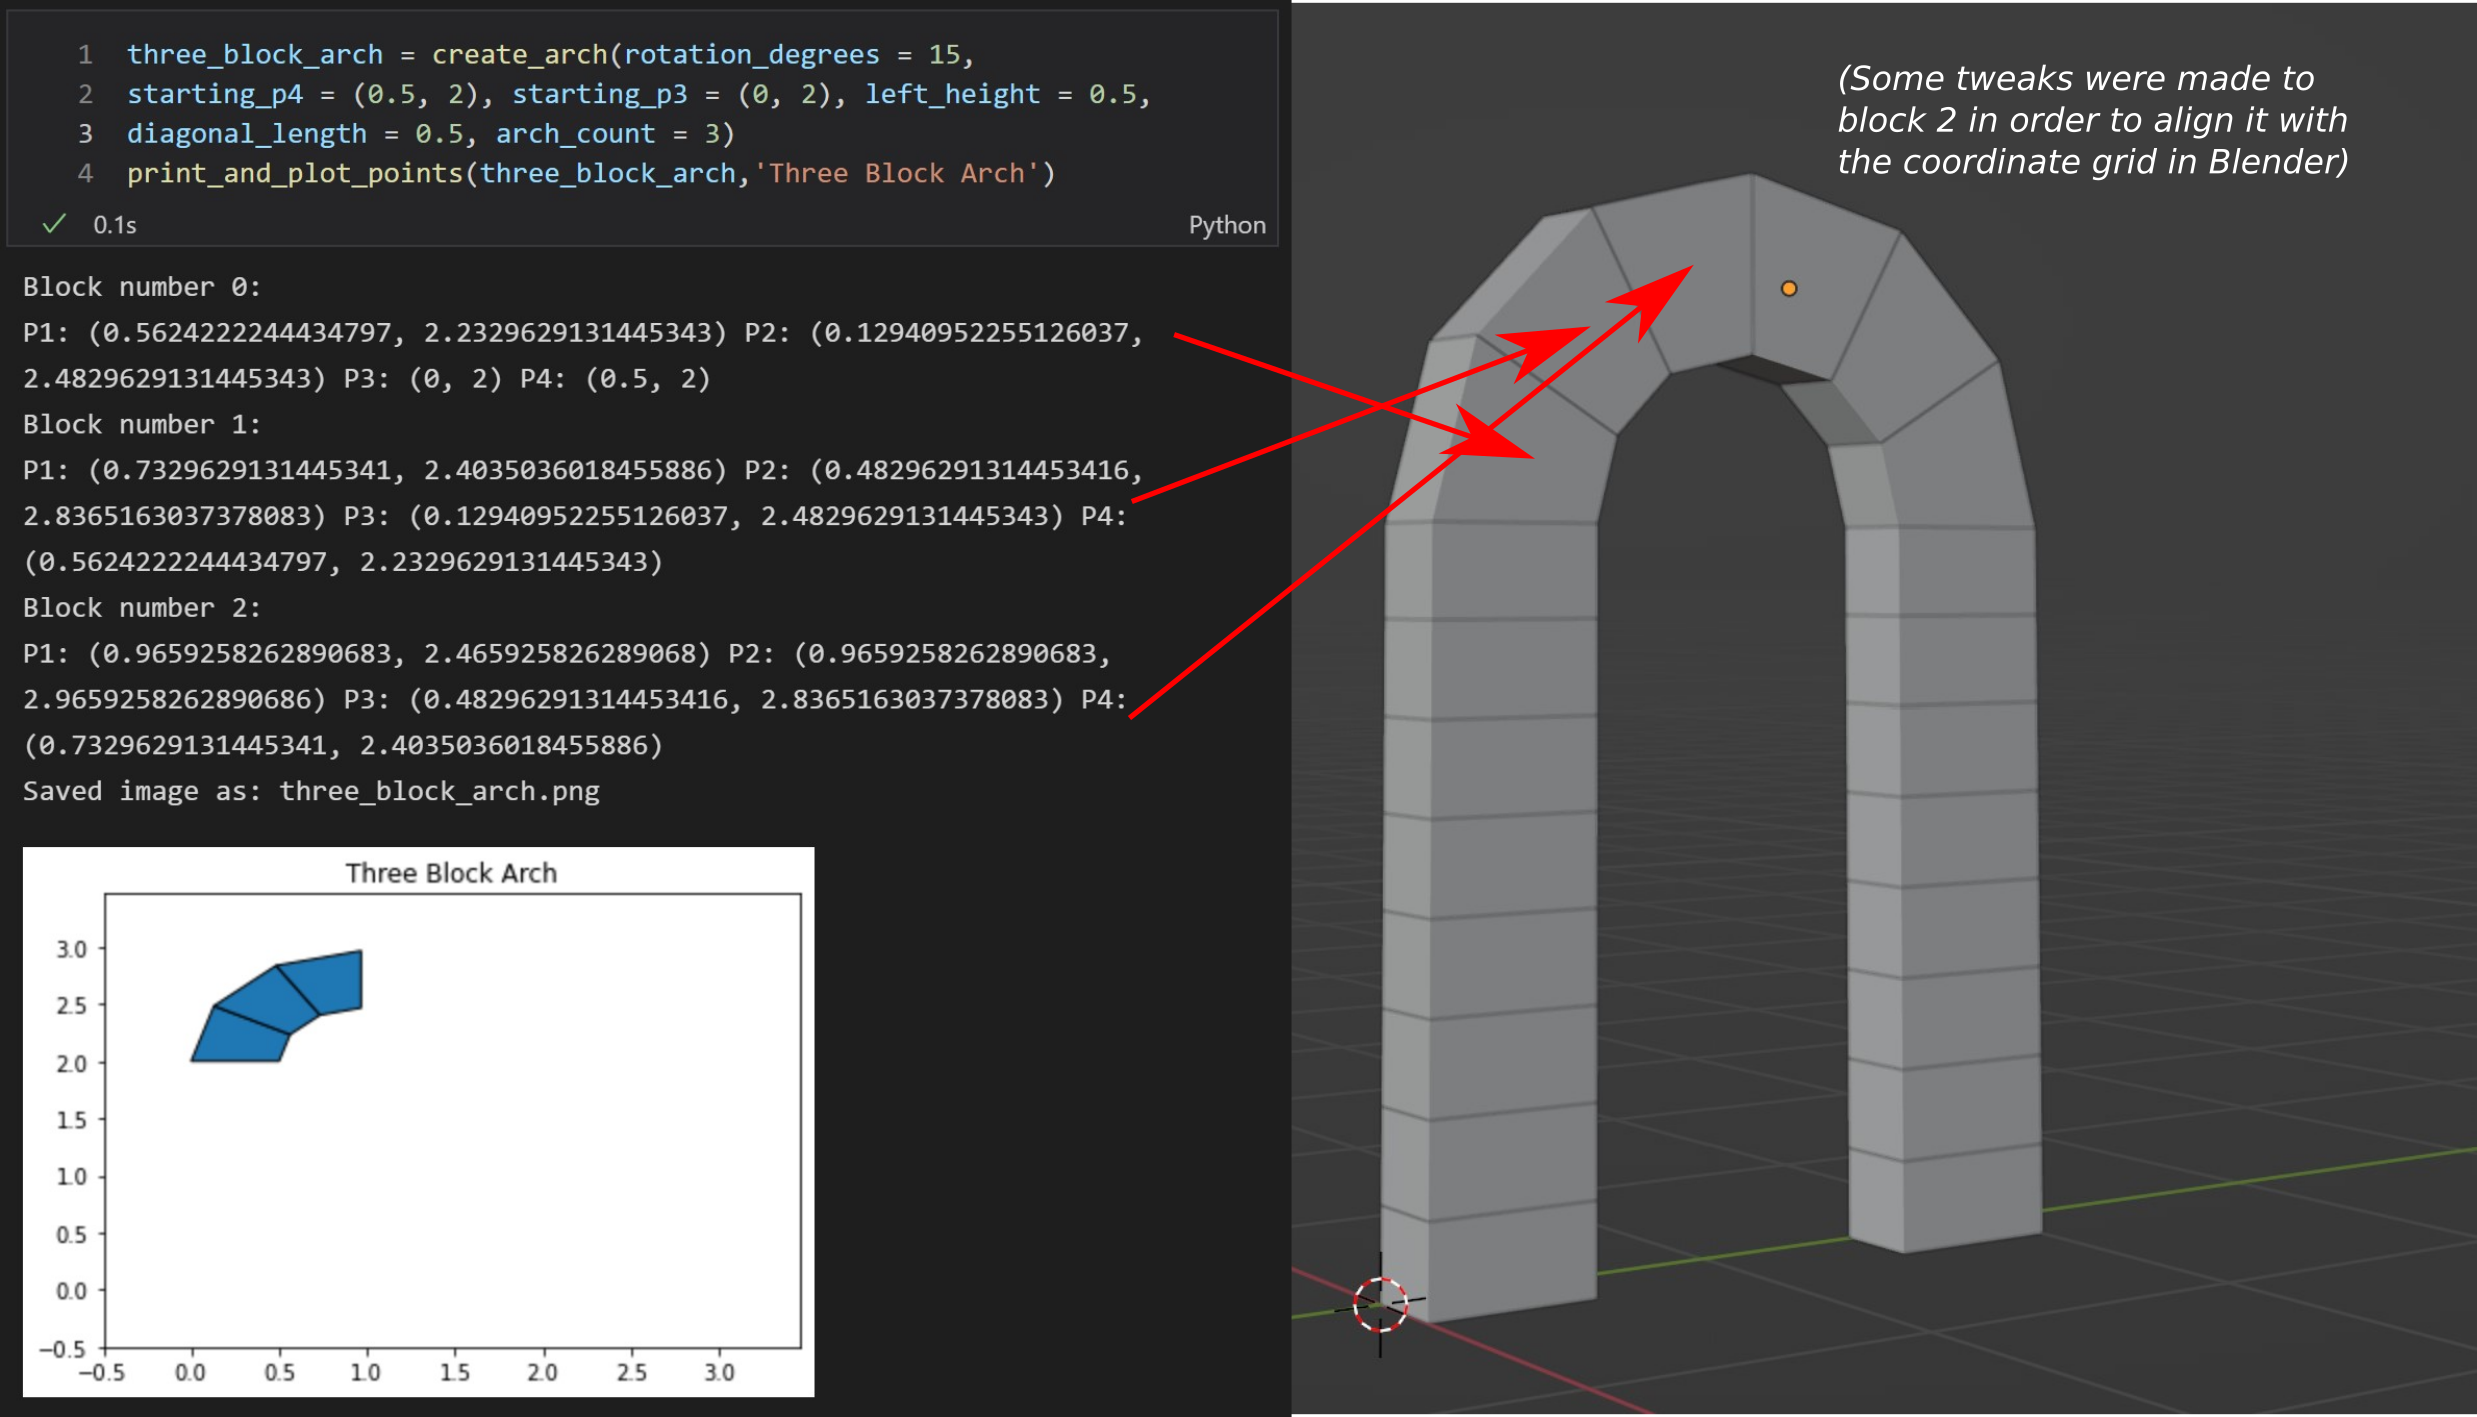 1 three_block_arch = create_arch(rotation_degrees = 15,
2 starting_p4 = (0.5, 2), starting_p3 = (0, 2), left_height = 0.5,
3 diagonal_length = 0.5, arch_count = 3)
4 print_and_plot_points(three_block_arch,'Three Block Arch')
0.1s
Python
Block number 0:
P1: (0.5624222244434797, 2.2329629131445343) P2: (0.12940952255126037,
2.4829629131445343) P3: (0, 2) P4: (0.5, 2)
Block number 1:
P1: (0.7329629131445341, 2.4035036018455886) P2: (0.48296291314453416,
2.8365163037378083) P3: (0.12940952255126037, 2.4829629131445343) P4:
(0.5624222244434797, 2.2329629131445343)
Block number 2:
P1: (0.9659258262890683, 2.465925826289068) P2: (0.9659258262890683,
2.9659258262890686) P3: (0.48296291314453416, 2.8365163037378083) P4:
(0.7329629131445341, 2.4035036018455886)
Saved image as: three_block_arch.png
Three Block Arch
3.0
2.5
2.0
1.5
1.0
0.5
0.0
−0.5
−0.5 0.0 0.5 1.0 1.5 2.0 2.5 3.0
(Some tweaks were made to
block 2 in order to align it with
the coordinate grid in Blender)